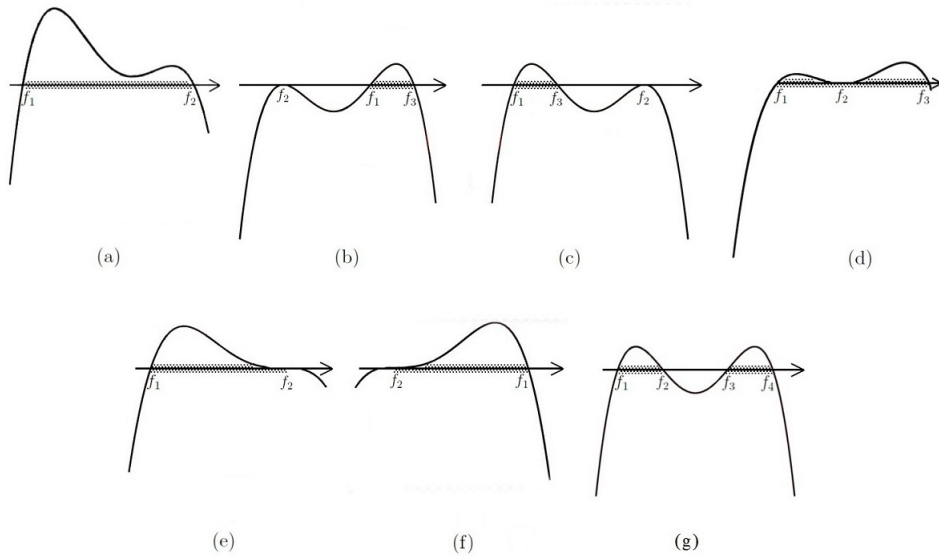 f₁ f₂ f₂ f₁ f₃ f₁ f₃ f₂ f₁ f₂ f₃
(a) (b) (c) (d)
f₁ f₂ f₂ f₁ f₁ f₂ f₃ f₄
(e) (f) (g)